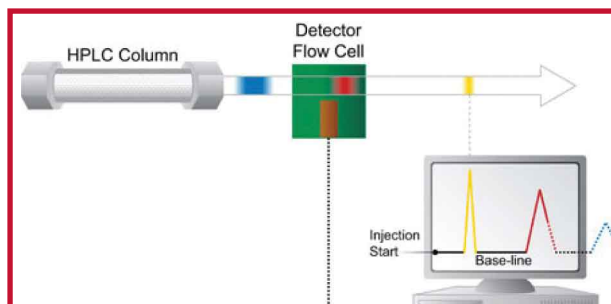 Detector
Flow Cell
HPLC Column
Injection
Start
Base-line